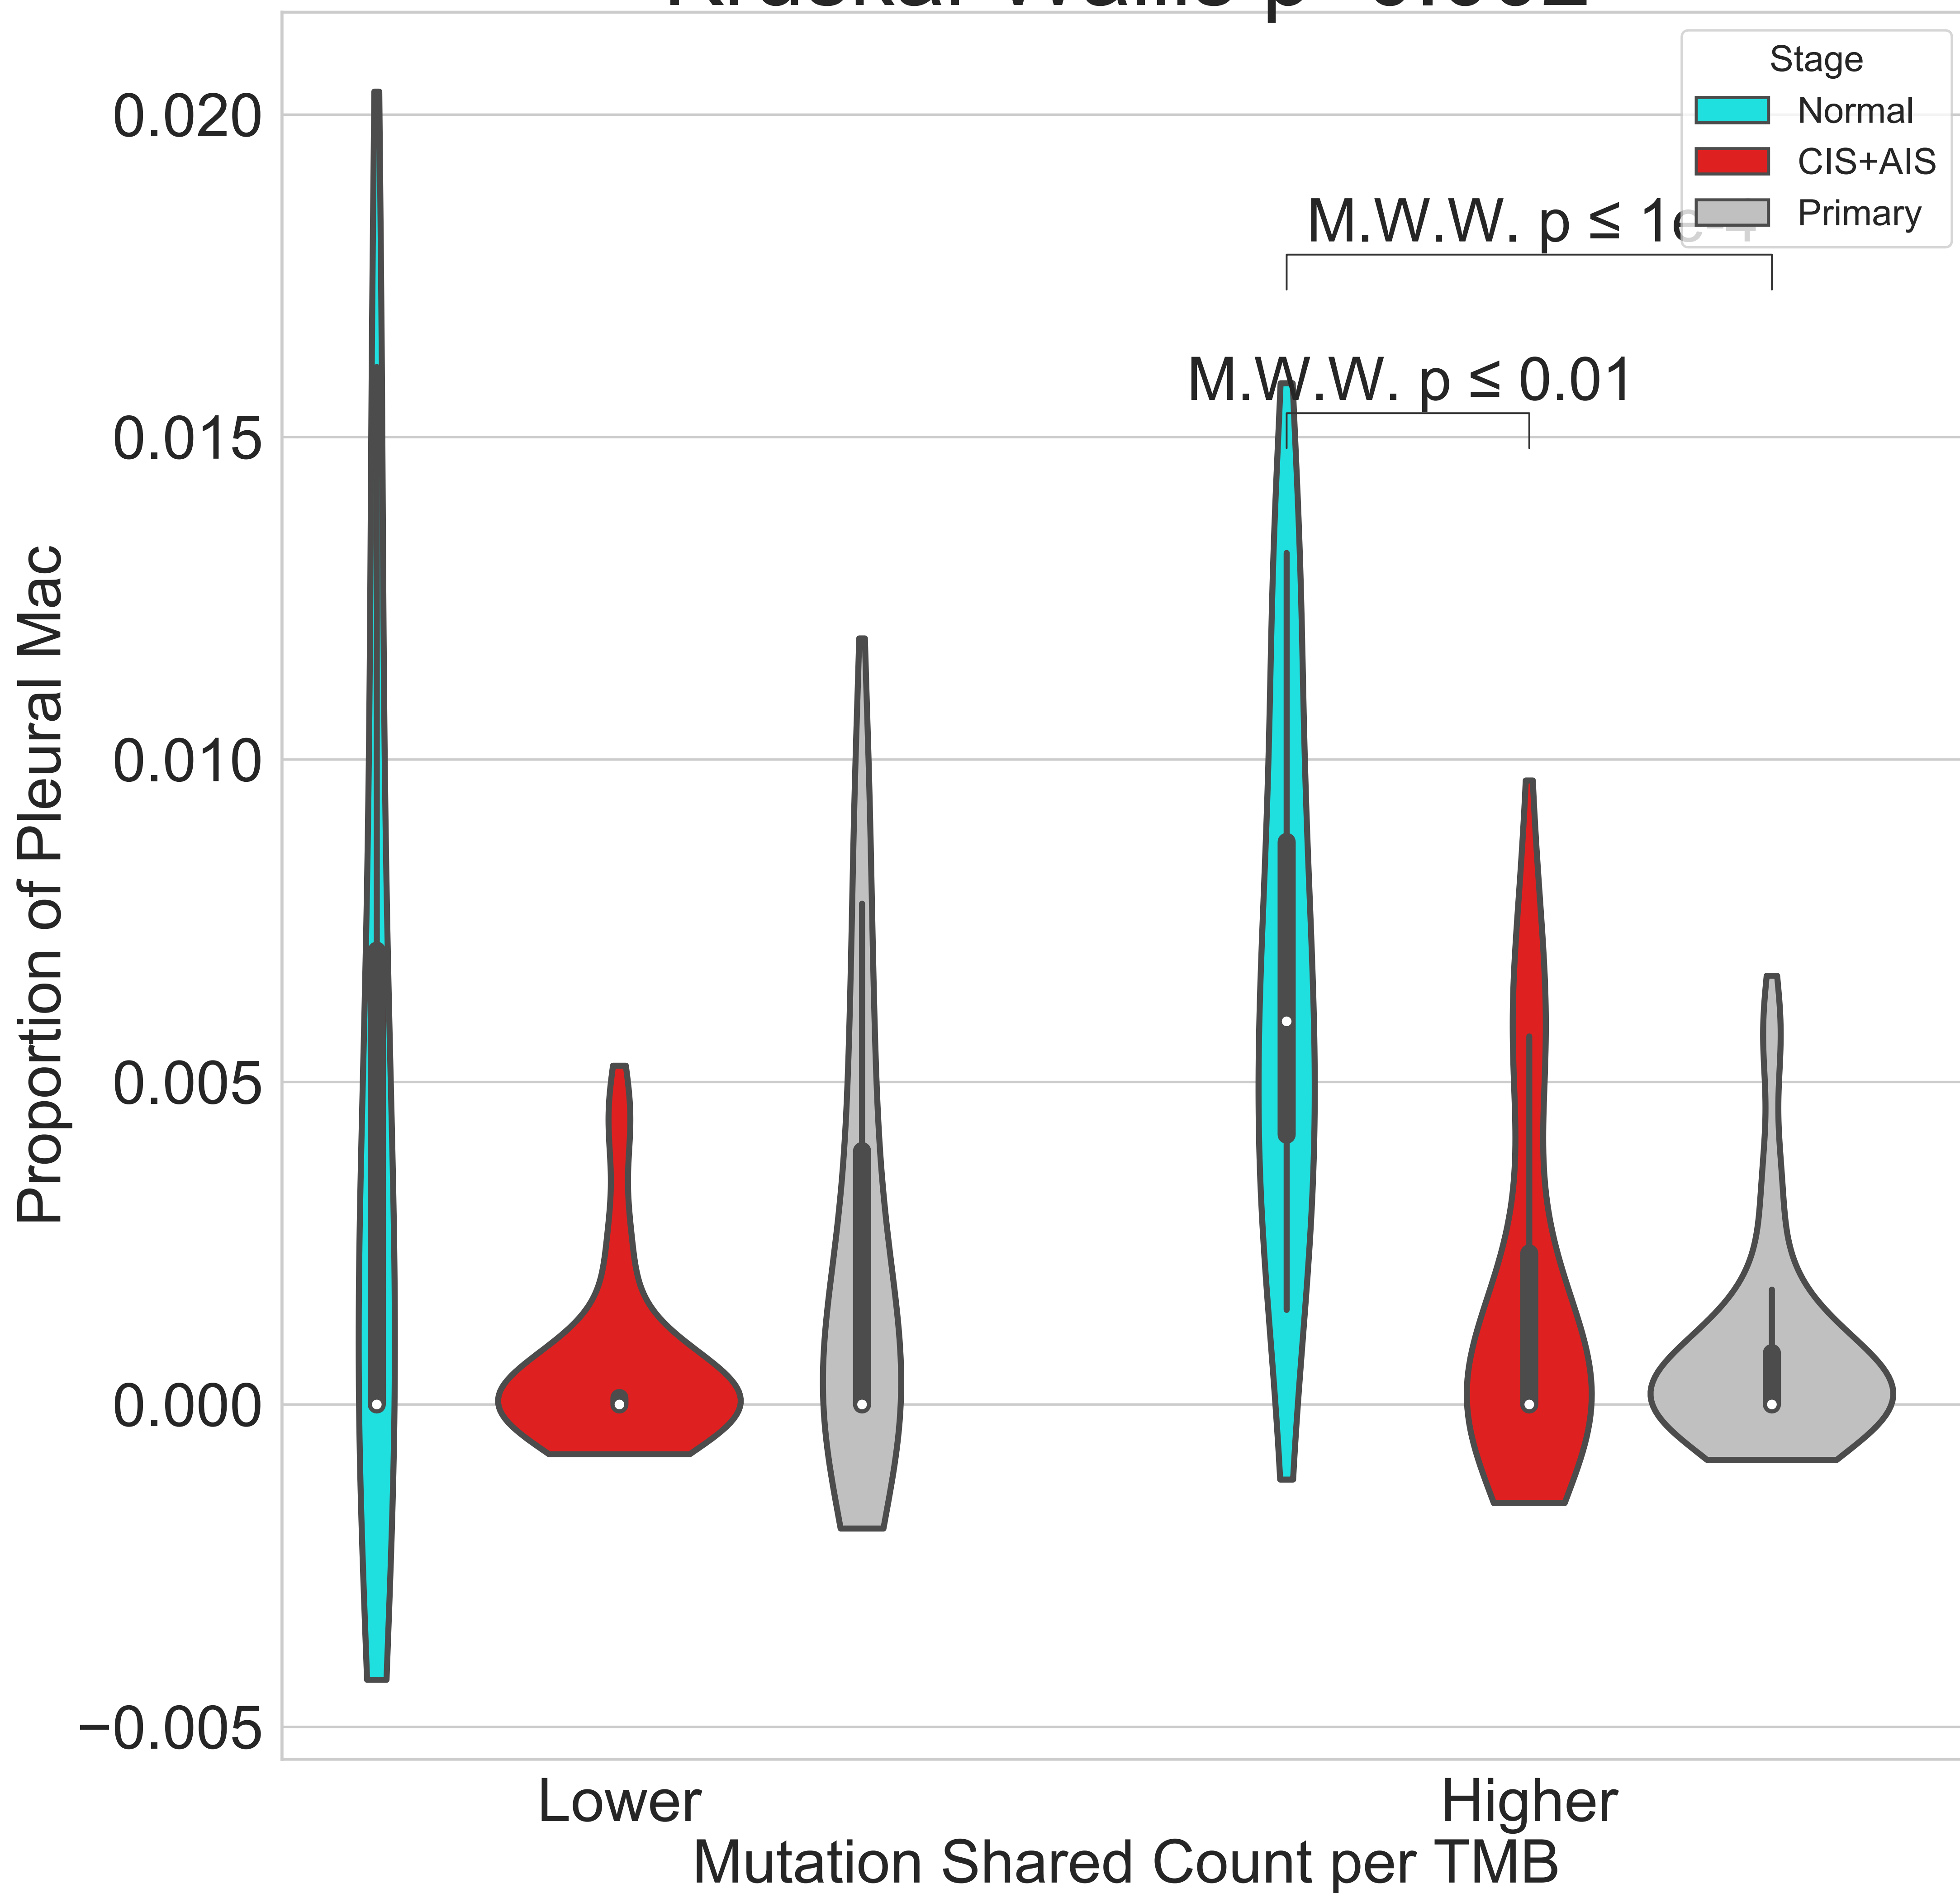 Stage
Normal
CIS+AIS
Primary
M.W.W. p ≤ 1e-4
M.W.W. p ≤ 0.01
0.020
0.015
0.010
0.005
0.000
−0.005
Proportion of Pleural Mac
Lower
Higher
Mutation Shared Count per TMB